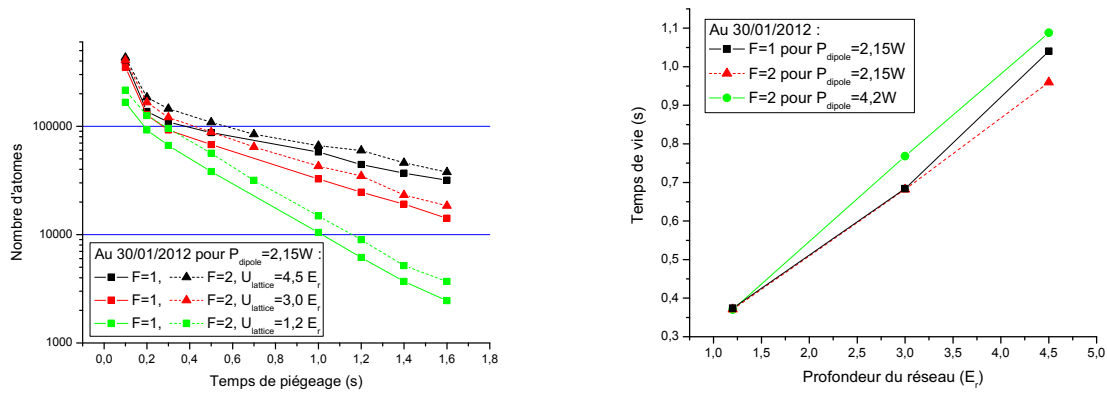 Nombre d'atomes
100000
10000
1000
0,0 0,2 0,4 0,6 0,8 1,0 1,2 1,4 1,6 1,8
Temps de piégeage (s)
Au 30/01/2012 pour P_dipole=2,15W :
F=1, F=2, U_lattice=4,5 E_r
F=1, F=2, U_lattice=3,0 E_r
F=1, F=2, U_lattice=1,2 E_r
Temps de vie (s)
1,1
1,0
0,9
0,8
0,7
0,6
0,5
0,4
0,3
1,0 1,5 2,0 2,5 3,0 3,5 4,0 4,5 5,0
Profondeur du réseau (E_r)
Au 30/01/2012 :
F=1 pour P_dipole=2,15W
F=2 pour P_dipole=2,15W
F=2 pour P_dipole=4,2W